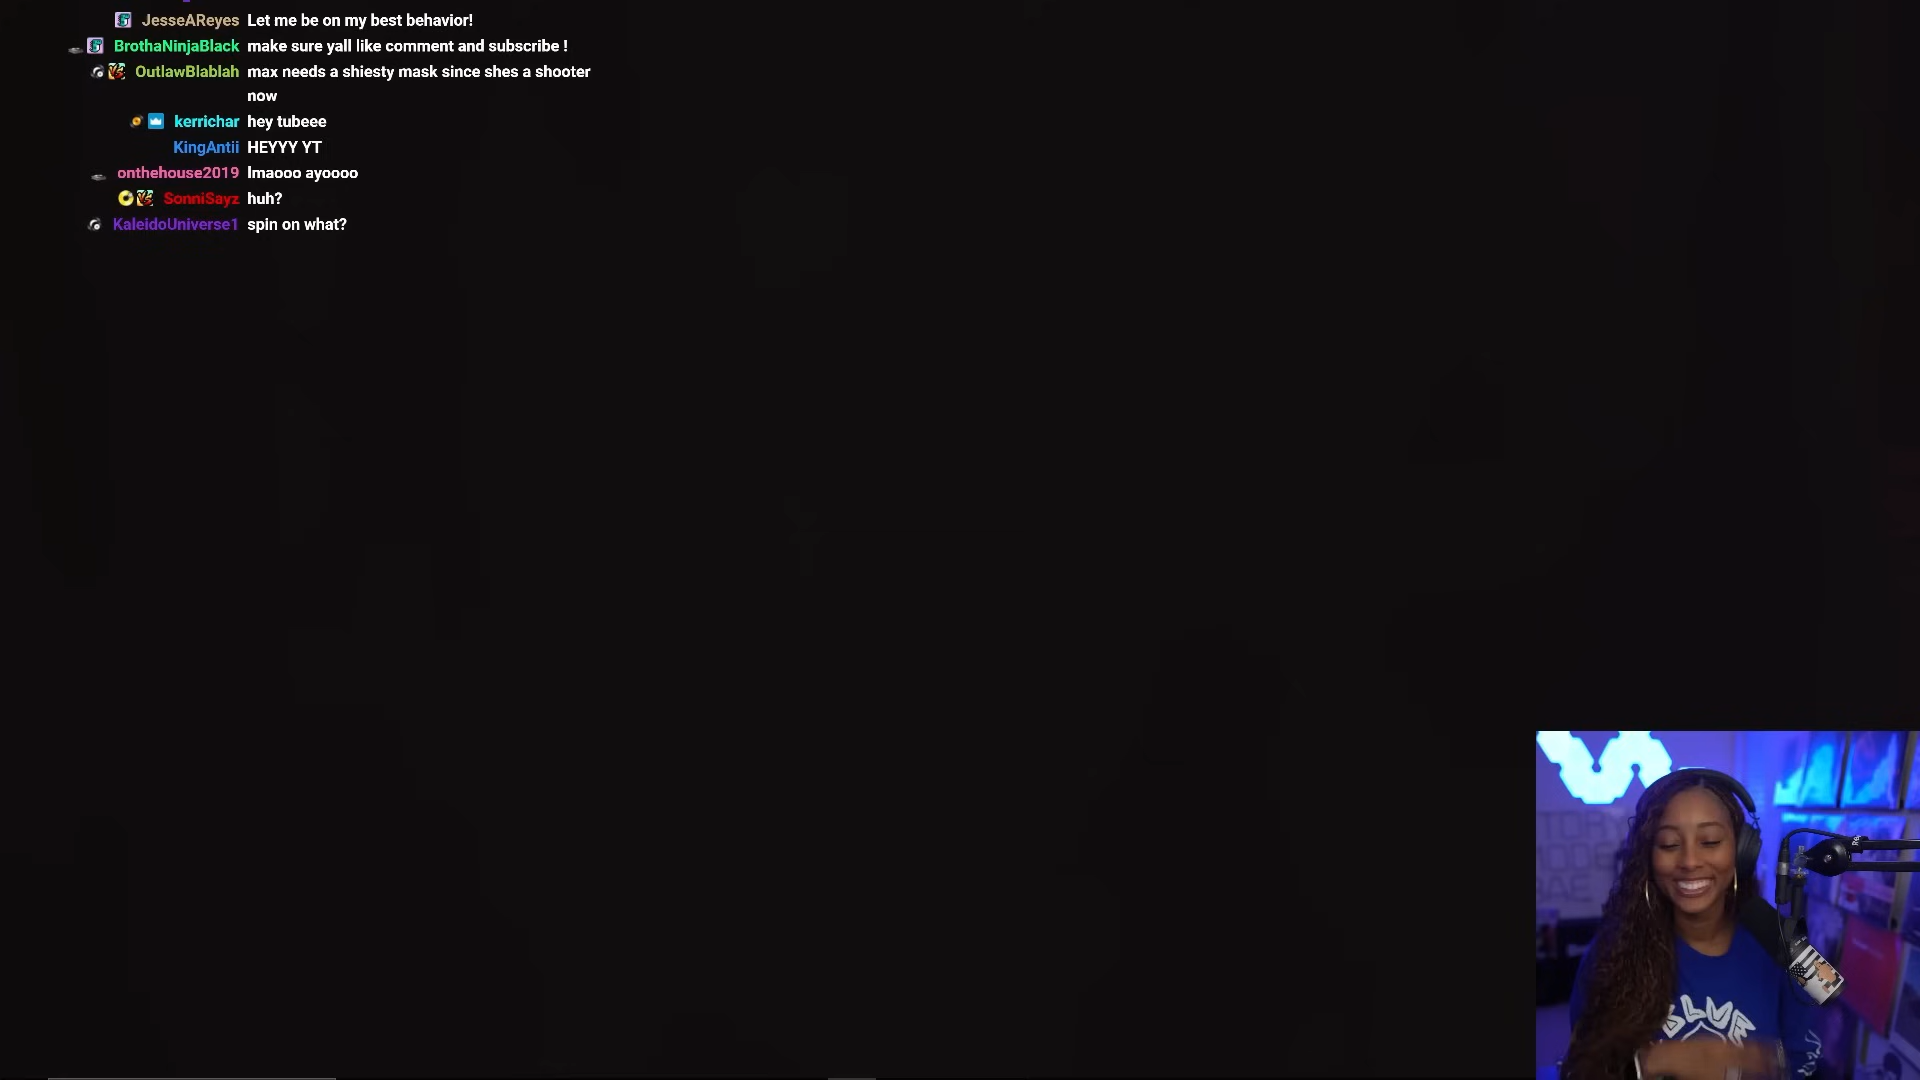 JesseAReyes Let me be on my best behavior!
BrothaNinjaBlack make sure yall like comment and subscribe !
OutlawBlablah max needs a shiesty mask since shes a shooter
now
kerrichar hey tubeee
KingAntii HEYYY YT
onthehouse2019 lmaooo ayoooo
SonniSayz huh?
KaleidoUniverse1 spin on what?
BLUE